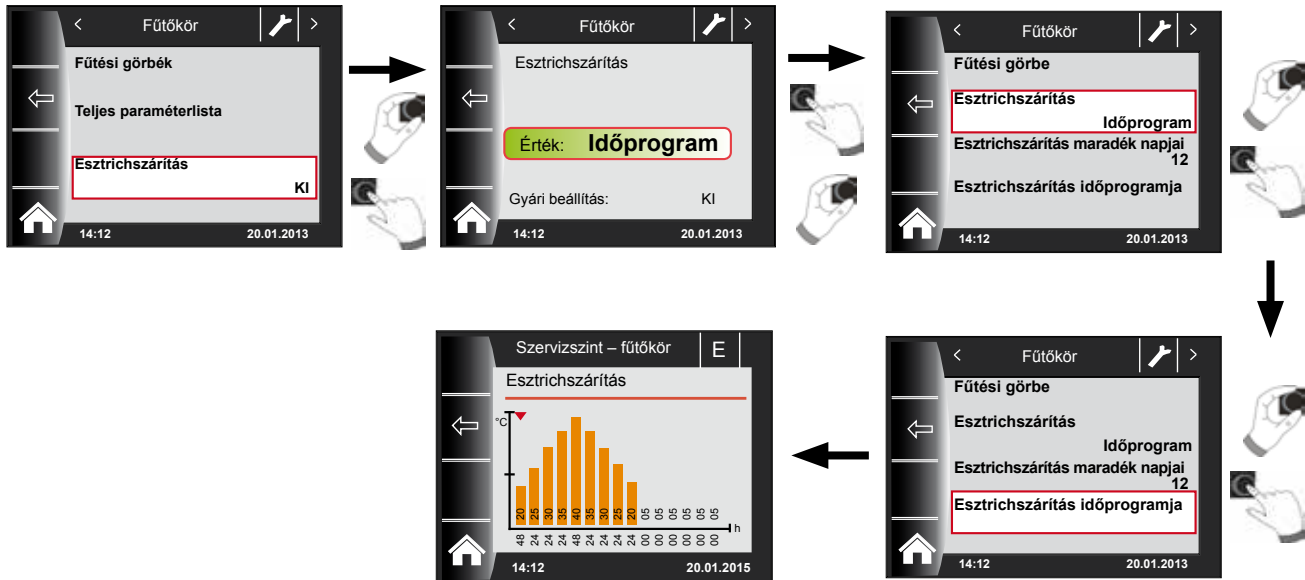 < Fűtőkör >
Fűtési görbék
Teljes paraméterlista
Esztrichszárítás
KI
14:12 20.01.2013
< Fűtőkör >
Esztrichszárítás
Érték: Időprogram
Gyári beállítás: KI
14:12 20.01.2013
< Fűtőkör >
Fűtési görbe
Esztrichszárítás
Időprogram
Esztrichszárítás maradék napjai
12
Esztrichszárítás időprogramja
14:12 20.01.2013
< Fűtőkör >
Fűtési görbe
Esztrichszárítás
Időprogram
Esztrichszárítás maradék napjai
12
Esztrichszárítás időprogramja
14:12 20.01.2013
Szervizszint – fűtőkör E
Esztrichszárítás
°C
20 25 30 35 40 35 30 25 20 05 05 05 05 05 05
h
48 24 24 24 48 24 24 24 24 00 00 00 00 00 00
14:12 20.01.2015